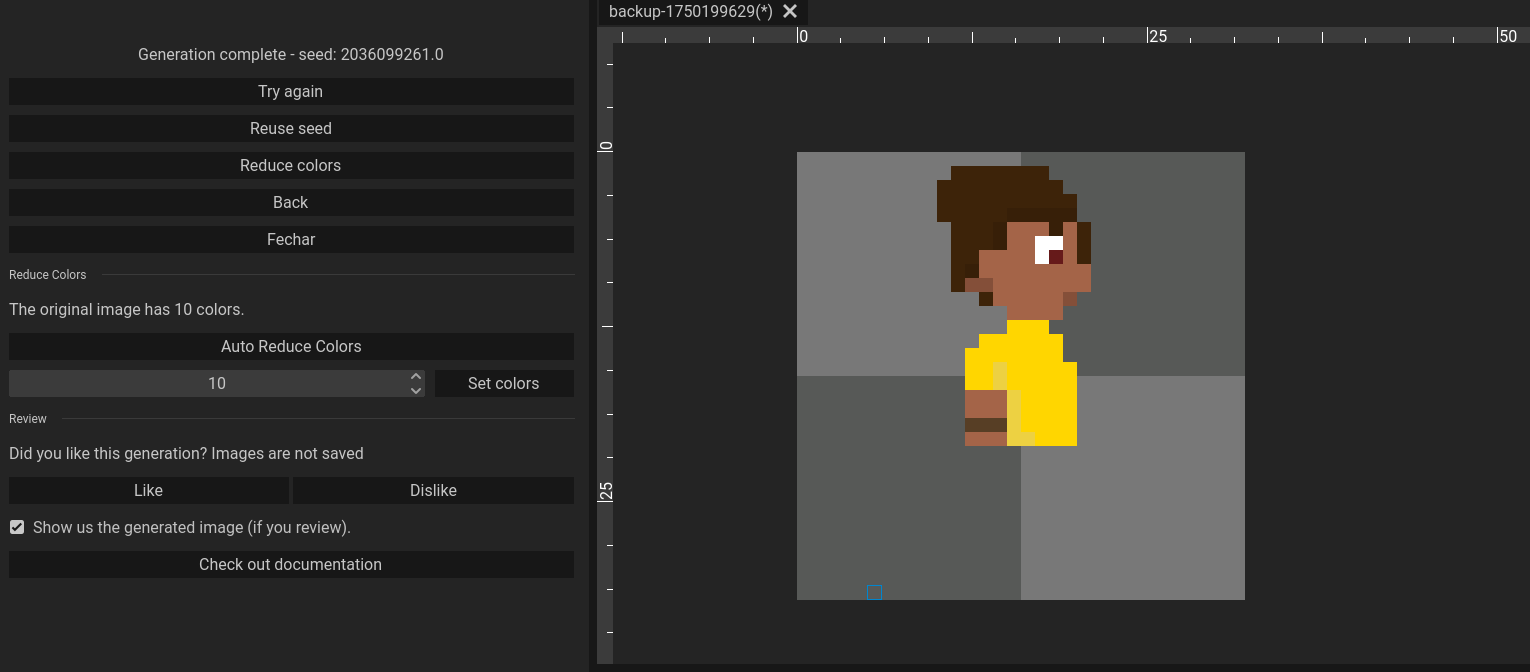 backup-1750199629(*)
0 25 50
0
25
Generation complete - seed: 2036099261.0
Try again
Reuse seed
Reduce colors
Back
Fechar
Reduce Colors
The original image has 10 colors.
Auto Reduce Colors
10 Set colors
Review
Did you like this generation? Images are not saved
Like Dislike
Show us the generated image (if you review).
Check out documentation